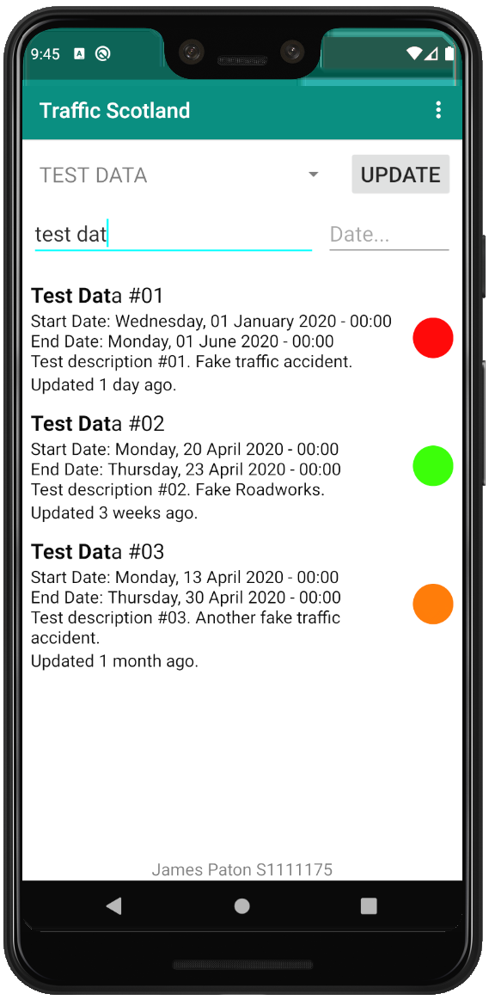 9:45
Traffic Scotland
TEST DATA
UPDATE
test dat
Date...
Test Data #01
Start Date: Wednesday, 01 January 2020 - 00:00
End Date: Monday, 01 June 2020 - 00:00
Test description #01. Fake traffic accident.
Updated 1 day ago.
Test Data #02
Start Date: Monday, 20 April 2020 - 00:00
End Date: Thursday, 23 April 2020 - 00:00
Test description #02. Fake Roadworks.
Updated 3 weeks ago.
Test Data #03
Start Date: Monday, 13 April 2020 - 00:00
End Date: Thursday, 30 April 2020 - 00:00
Test description #03. Another fake traffic
accident.
Updated 1 month ago.
James Paton S1111175